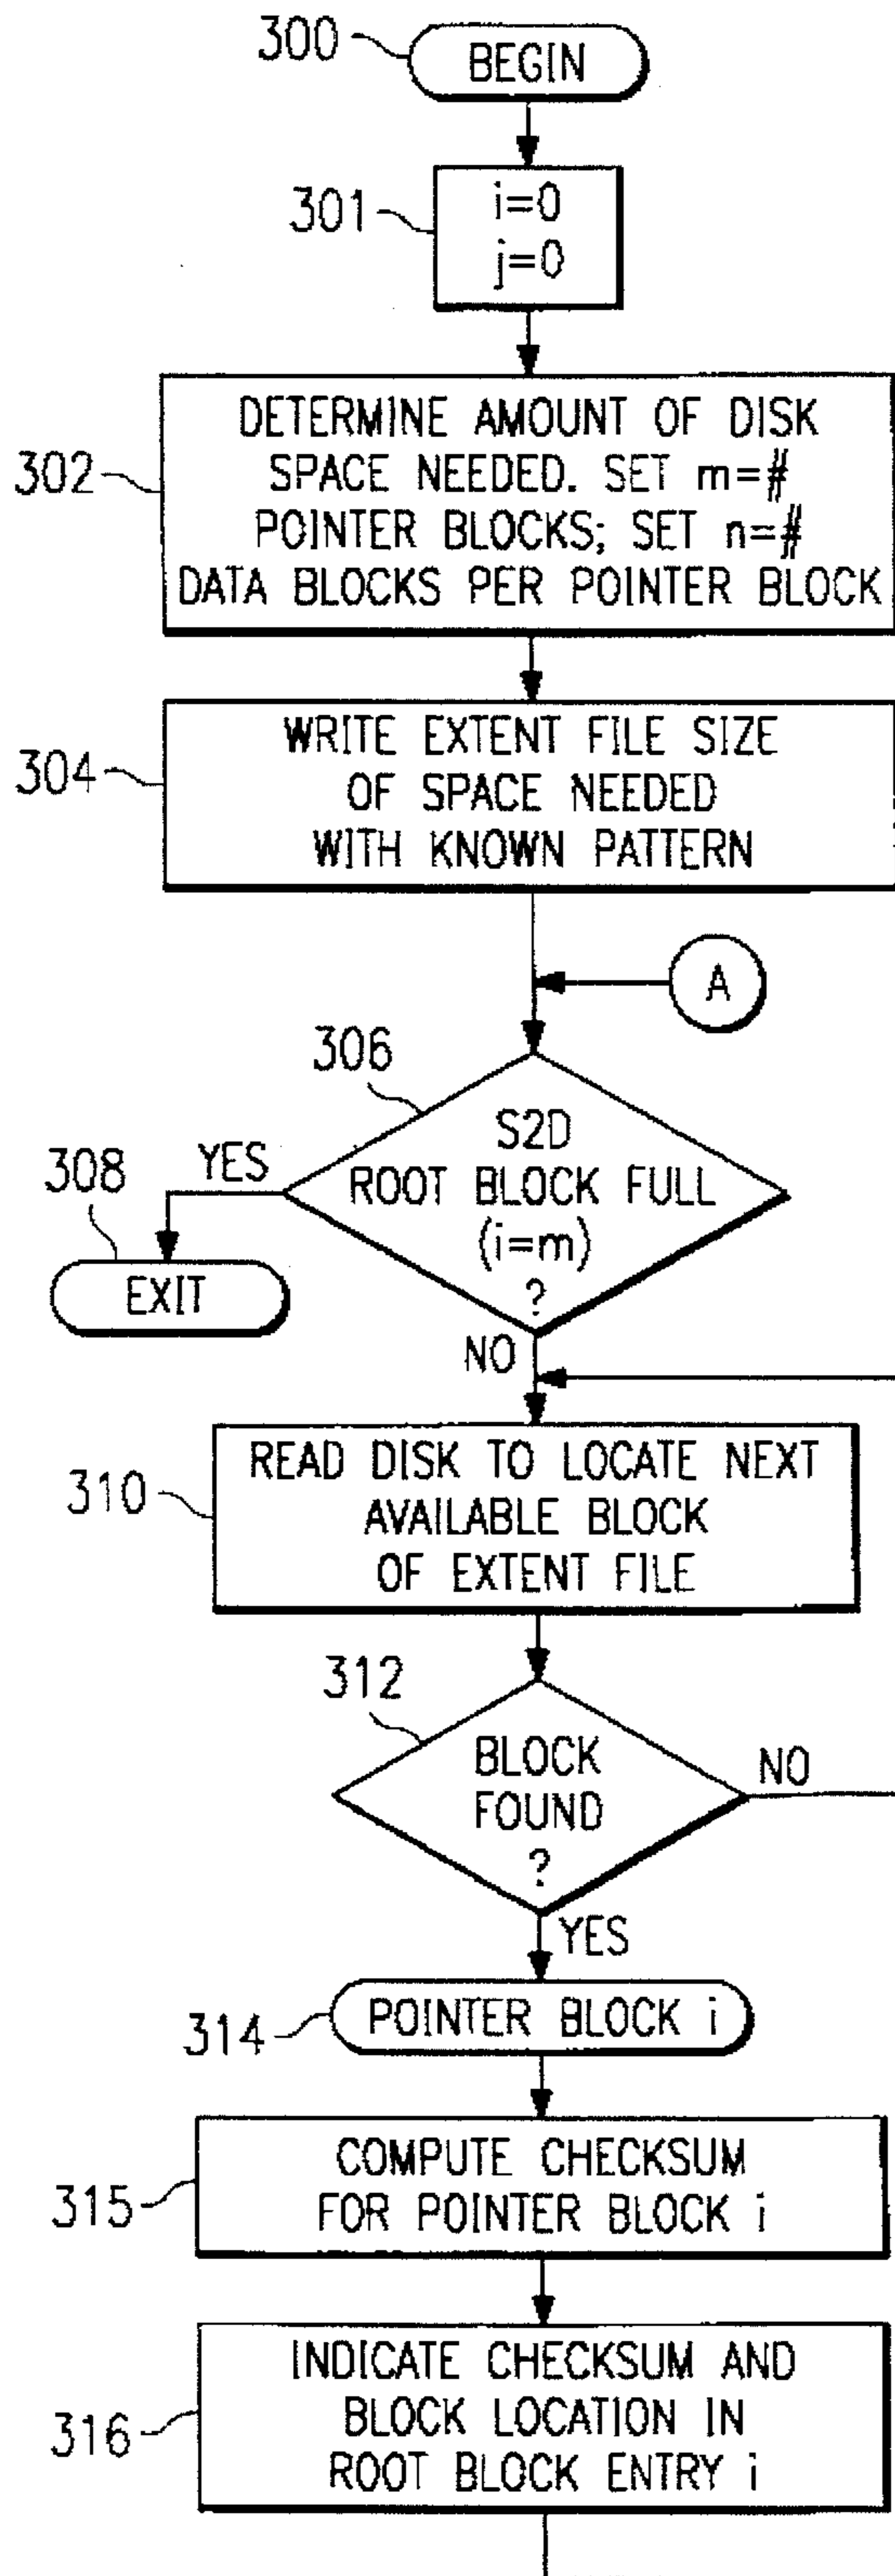 300
BEGIN
301
i=0
j=0
302
DETERMINE AMOUNT OF DISK
SPACE NEEDED. SET m=#
POINTER BLOCKS; SET n=#
DATA BLOCKS PER POINTER BLOCK
304
WRITE EXTENT FILE SIZE
OF SPACE NEEDED
WITH KNOWN PATTERN
A
306
S2D
ROOT BLOCK FULL
(i=m)
?
YES
308
EXIT
NO
310
READ DISK TO LOCATE NEXT
AVAILABLE BLOCK
OF EXTENT FILE
312
BLOCK
FOUND
?
NO
YES
314
POINTER BLOCK i
315
COMPUTE CHECKSUM
FOR POINTER BLOCK i
316
INDICATE CHECKSUM AND
BLOCK LOCATION IN
ROOT BLOCK ENTRY i